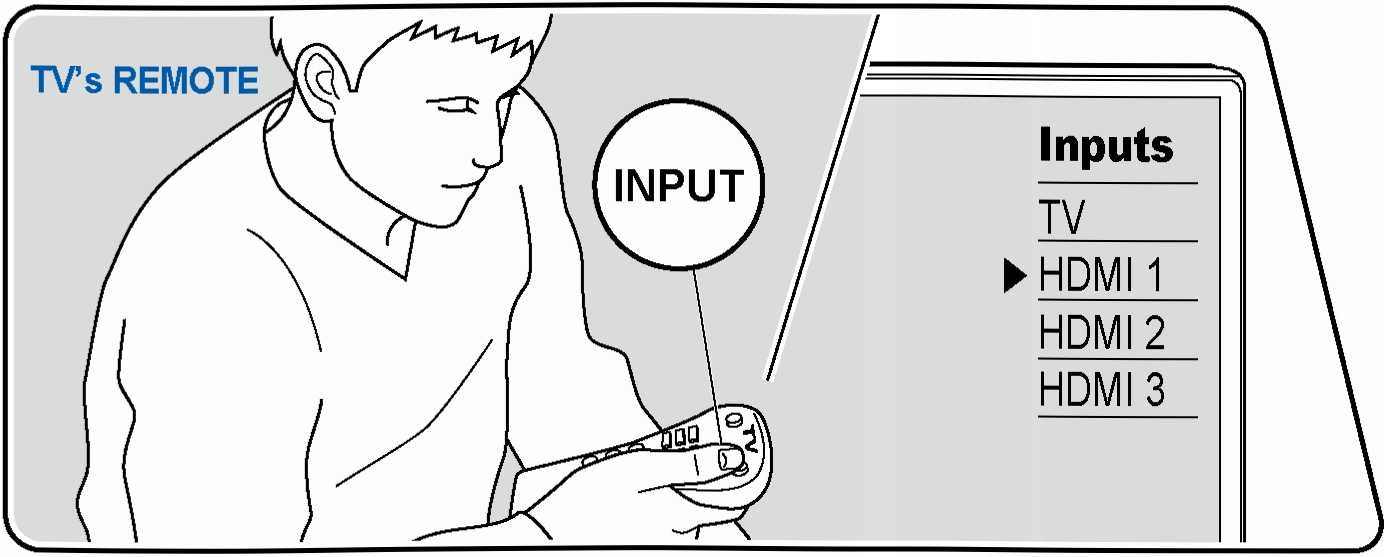 TV's REMOTE
INPUT
TV
Inputs
TV
HDMI 1
HDMI 2
HDMI 3